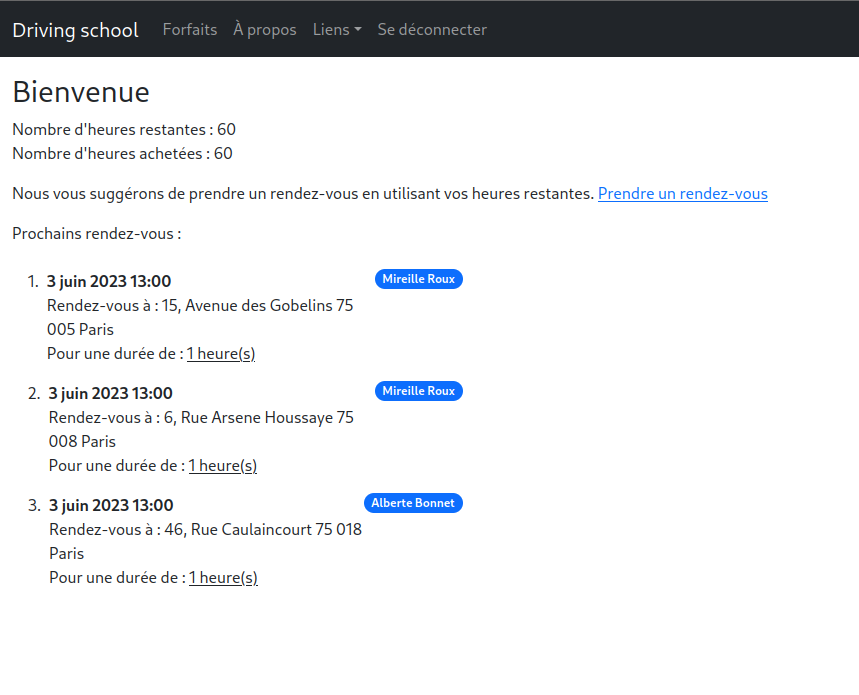 Driving school Forfaits À propos Liens Se déconnecter
Bienvenue
Nombre d'heures restantes : 60
Nombre d'heures achetées : 60
Nous vous suggérons de prendre un rendez-vous en utilisant vos heures restantes. Prendre un rendez-vous
Prochains rendez-vous :
1. 3 juin 2023 13:00 Mireille Roux
Rendez-vous à : 15, Avenue des Gobelins 75
005 Paris
Pour une durée de : 1 heure(s)
2. 3 juin 2023 13:00 Mireille Roux
Rendez-vous à : 6, Rue Arsene Houssaye 75
008 Paris
Pour une durée de : 1 heure(s)
3. 3 juin 2023 13:00 Alberte Bonnet
Rendez-vous à : 46, Rue Caulaincourt 75 018
Paris
Pour une durée de : 1 heure(s)